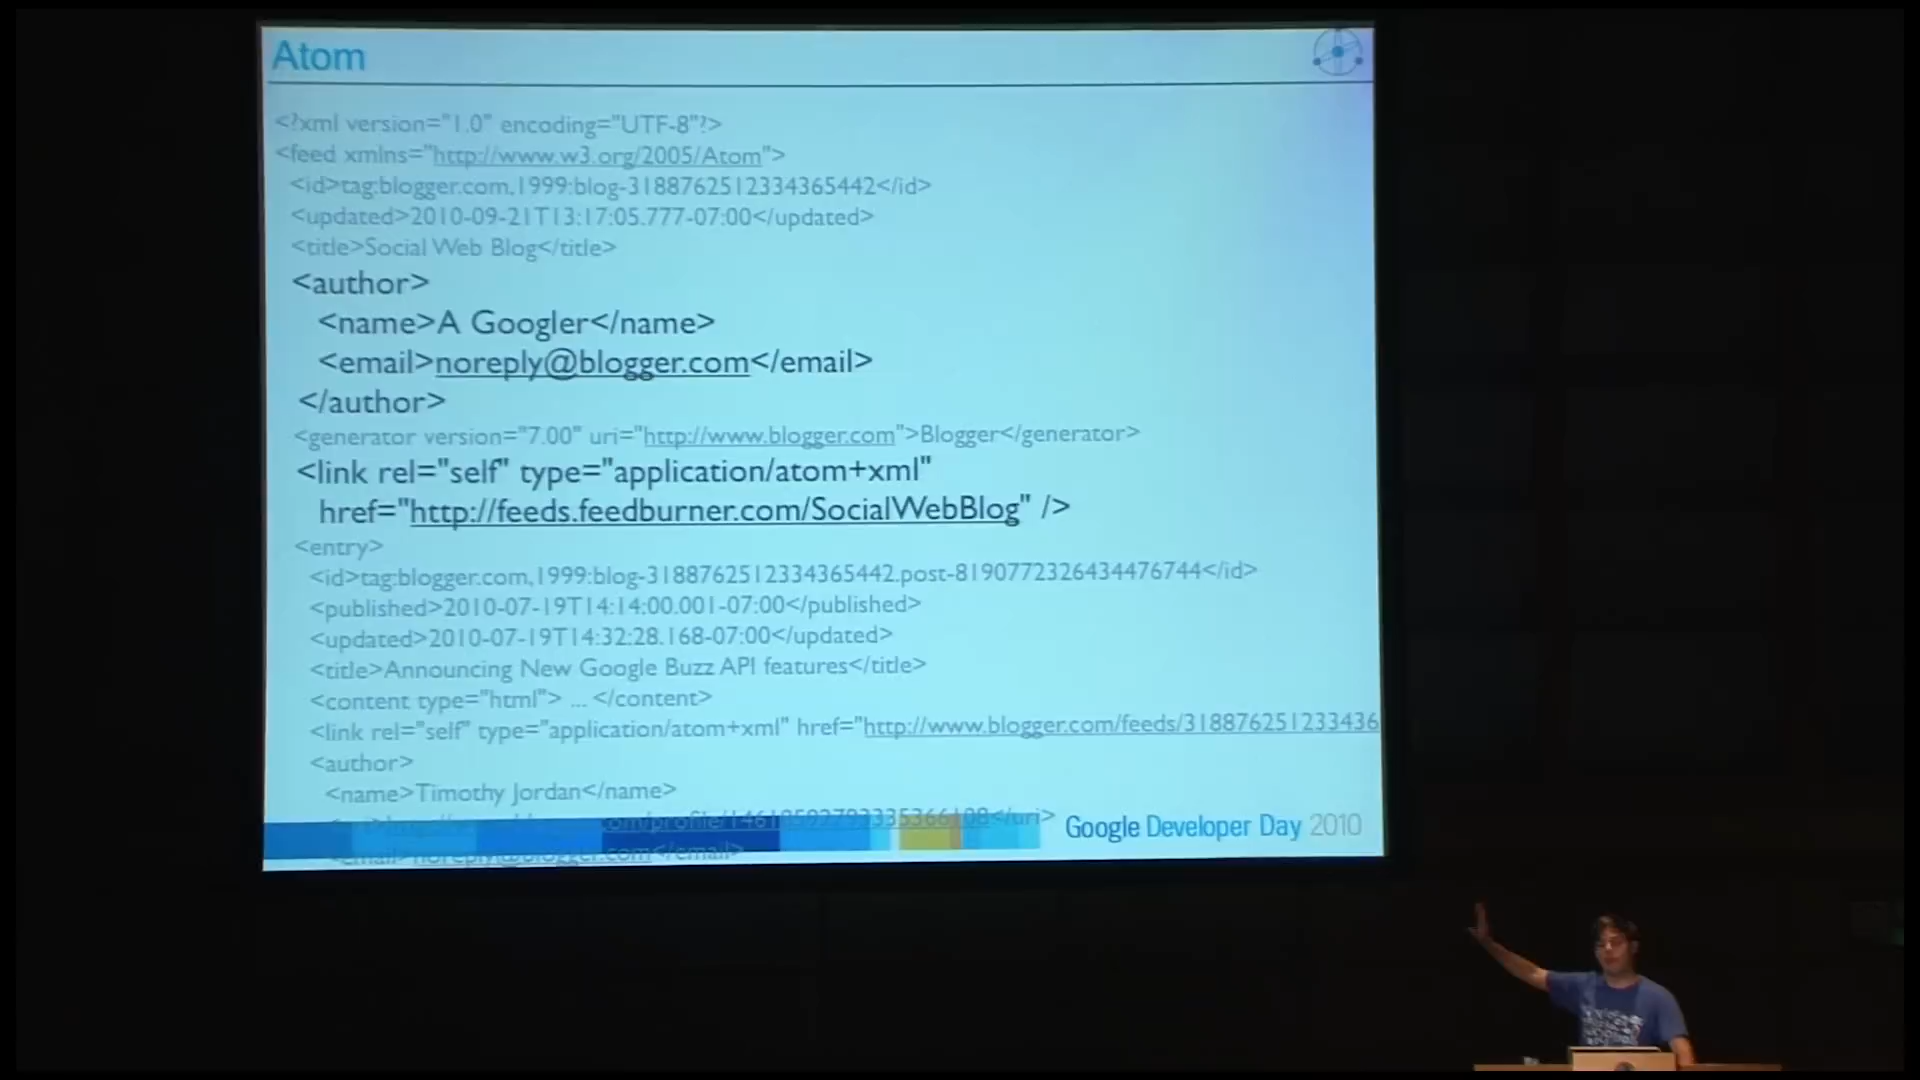 Atom
<?xml version="1.0" encoding="UTF-8"?>
<feed xmlns="http://www.w3.org/2005/Atom">
<id>tag:blogger.com,1999:blog-3188762512334365442</id>
<updated>2010-09-21T13:17:05.777-07:00</updated>
<title>Social Web Blog</title>
<author>
<name>A Googler</name>
<email>noreply@blogger.com</email>
</author>
<generator version="7.00" uri="http://www.blogger.com">Blogger</generator>
<link rel="self" type="application/atom+xml"
href="http://feeds.feedburner.com/SocialWebBlog" />
<entry>
<id>tag:blogger.com,1999:blog-3188762512334365442.post-8190772326434476744</id>
<published>2010-07-19T14:14:00.001-07:00</published>
<updated>2010-07-19T14:32:28.168-07:00</updated>
<title>Announcing New Google Buzz API features</title>
<content type="html"> ... </content>
<link rel="self" type="application/atom+xml" href="http://www.blogger.com/feeds/318876251233436
<author>
<name>Timothy Jordan</name>
</uri>
Google Developer Day 2010
<email>noreply@blogger.com</email>